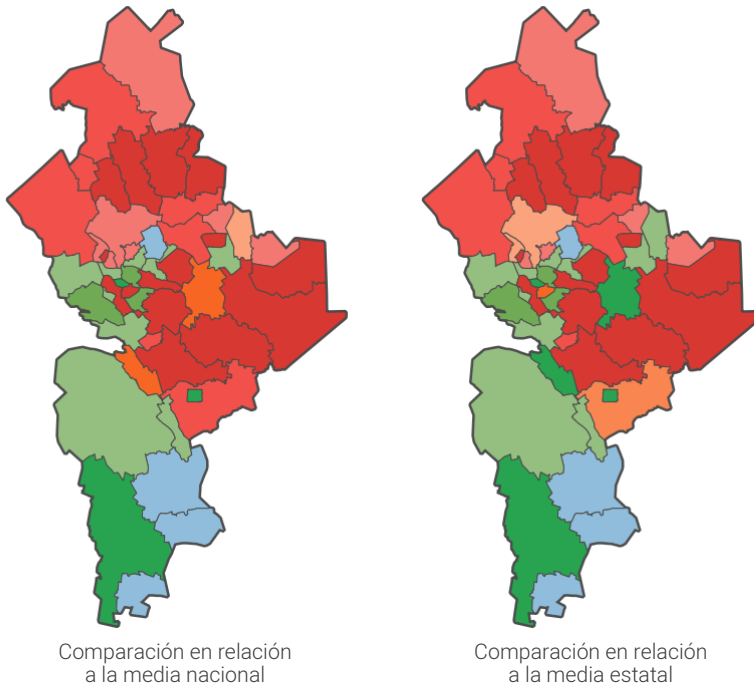 Comparación en relación
a la media nacional
Comparación en relación
a la media estatal